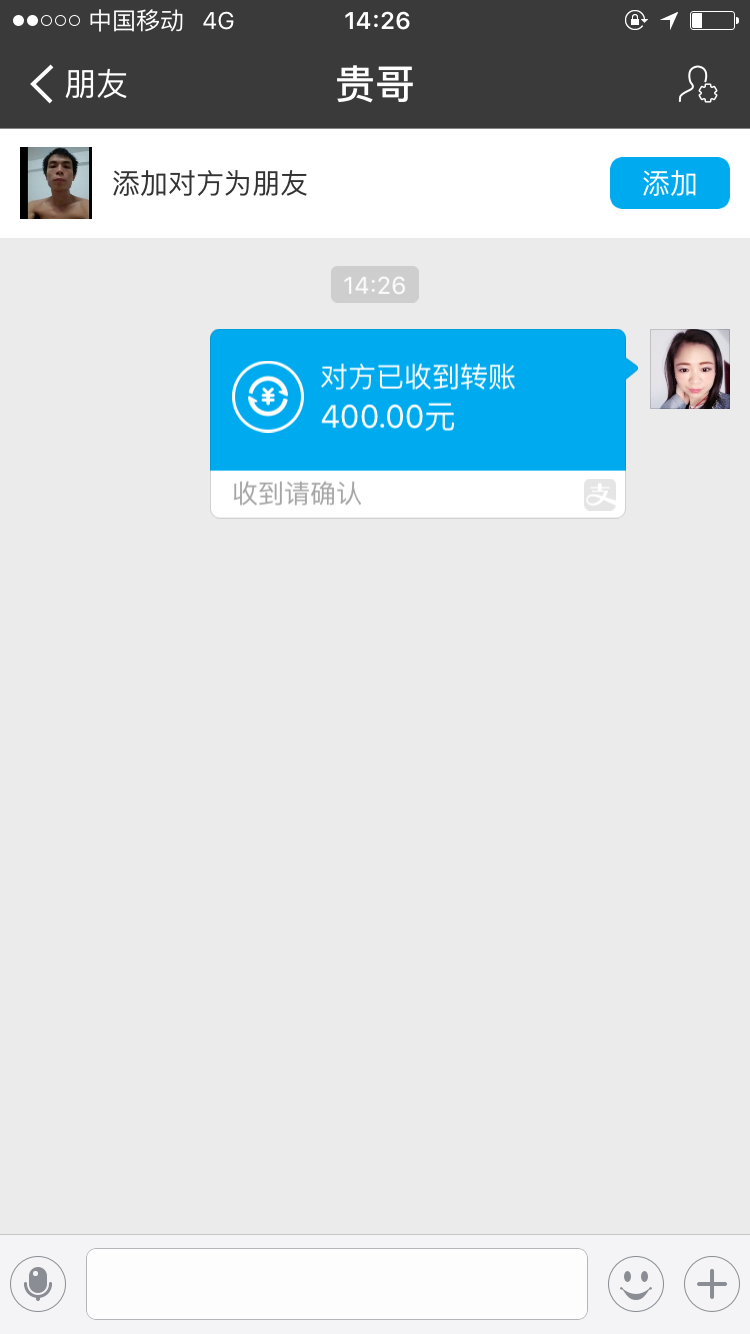 中国移动 4G 14:26
朋友 贵哥
添加对方为朋友 添加
14:26
对方已收到转账
400.00元
收到请确认 支